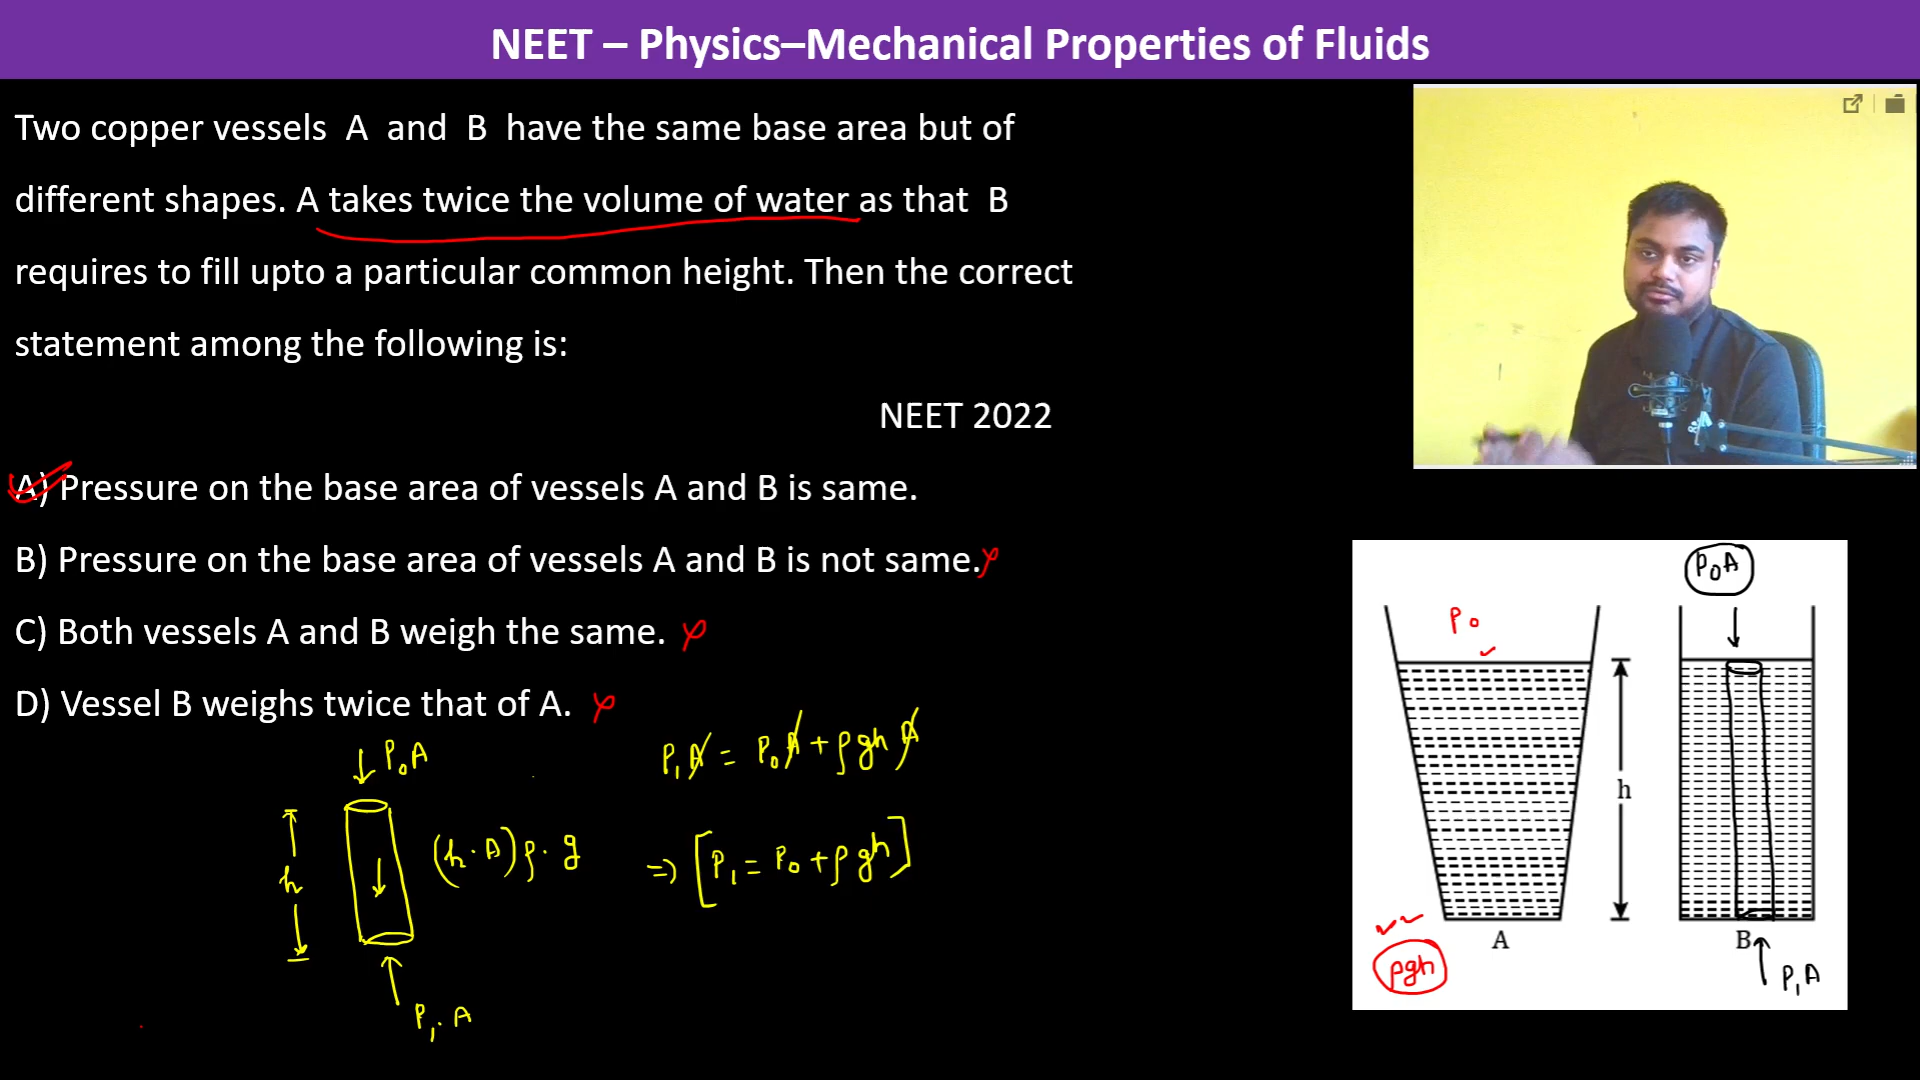 NEET – Physics–Mechanical Properties of Fluids
Two copper vessels A and B have the same base area but of
different shapes. A takes twice the volume of water as that B
requires to fill upto a particular common height. Then the correct
statement among the following is:
NEET 2022
A) Pressure on the base area of vessels A and B is same.
B) Pressure on the base area of vessels A and B is not same.
C) Both vessels A and B weigh the same.
D) Vessel B weighs twice that of A.
↓ P₀A
h
(h · A) ρ · g
P₁ · A
P₁A = P₀A + ρghA
⇒ [P₁ = P₀ + ρgh]
P₀
P₀A
h
A
B
ρgh
P₁A